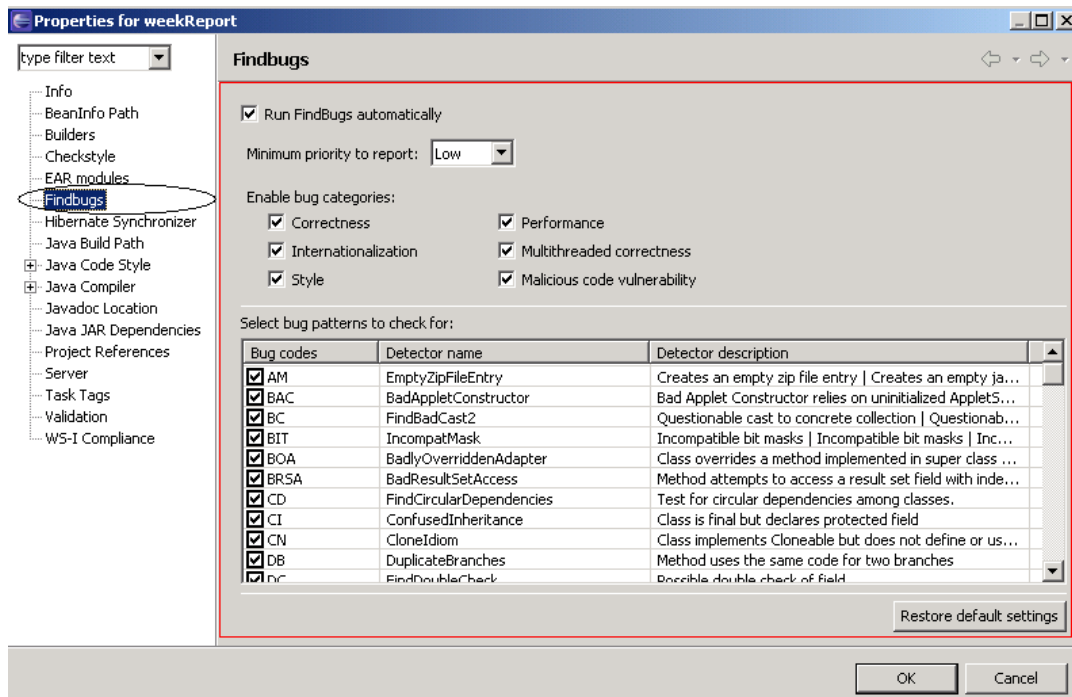 Properties for weekReport
type filter text
Info
BeanInfo Path
Builders
Checkstyle
EAR modules
Findbugs
Hibernate Synchronizer
Java Build Path
Java Code Style
Java Compiler
Javadoc Location
Java JAR Dependencies
Project References
Server
Task Tags
Validation
WS-I Compliance
Findbugs
Run FindBugs automatically
Minimum priority to report: Low
Enable bug categories:
Correctness Performance
Internationalization Multithreaded correctness
Style Malicious code vulnerability
Select bug patterns to check for:
Bug codes Detector name Detector description
AM EmptyZipFileEntry Creates an empty zip file entry | Creates an empty ja...
BAC BadAppletConstructor Bad Applet Constructor relies on uninitialized AppletS...
BC FindBadCast2 Questionable cast to concrete collection | Questionab...
BIT IncompatMask Incompatible bit masks | Incompatible bit masks | Inc...
BOA BadlyOverriddenAdapter Class overrides a method implemented in super class ...
BRSA BadResultSetAccess Method attempts to access a result set field with inde...
CD FindCircularDependencies Test for circular dependencies among classes.
CI ConfusedInheritance Class is final but declares protected field
CN CloneIdiom Class implements Cloneable but does not define or us...
DB DuplicateBranches Method uses the same code for two branches
DC FindDoubleCheck Possible double check of field
Restore default settings
OK Cancel